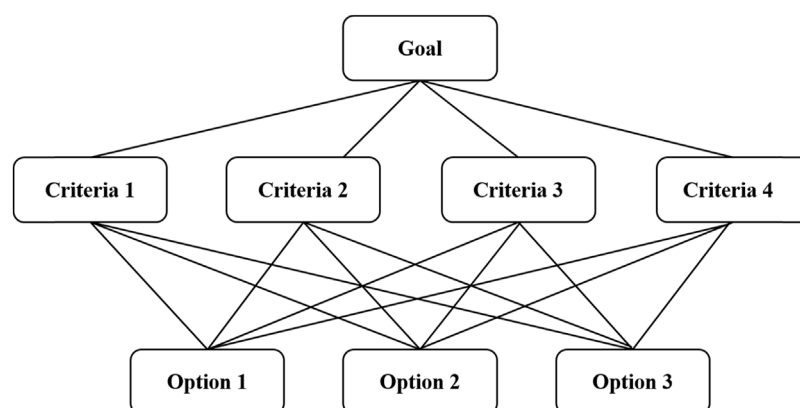 Goal
Criteria 1
Criteria 2
Criteria 3
Criteria 4
Option 1
Option 2
Option 3